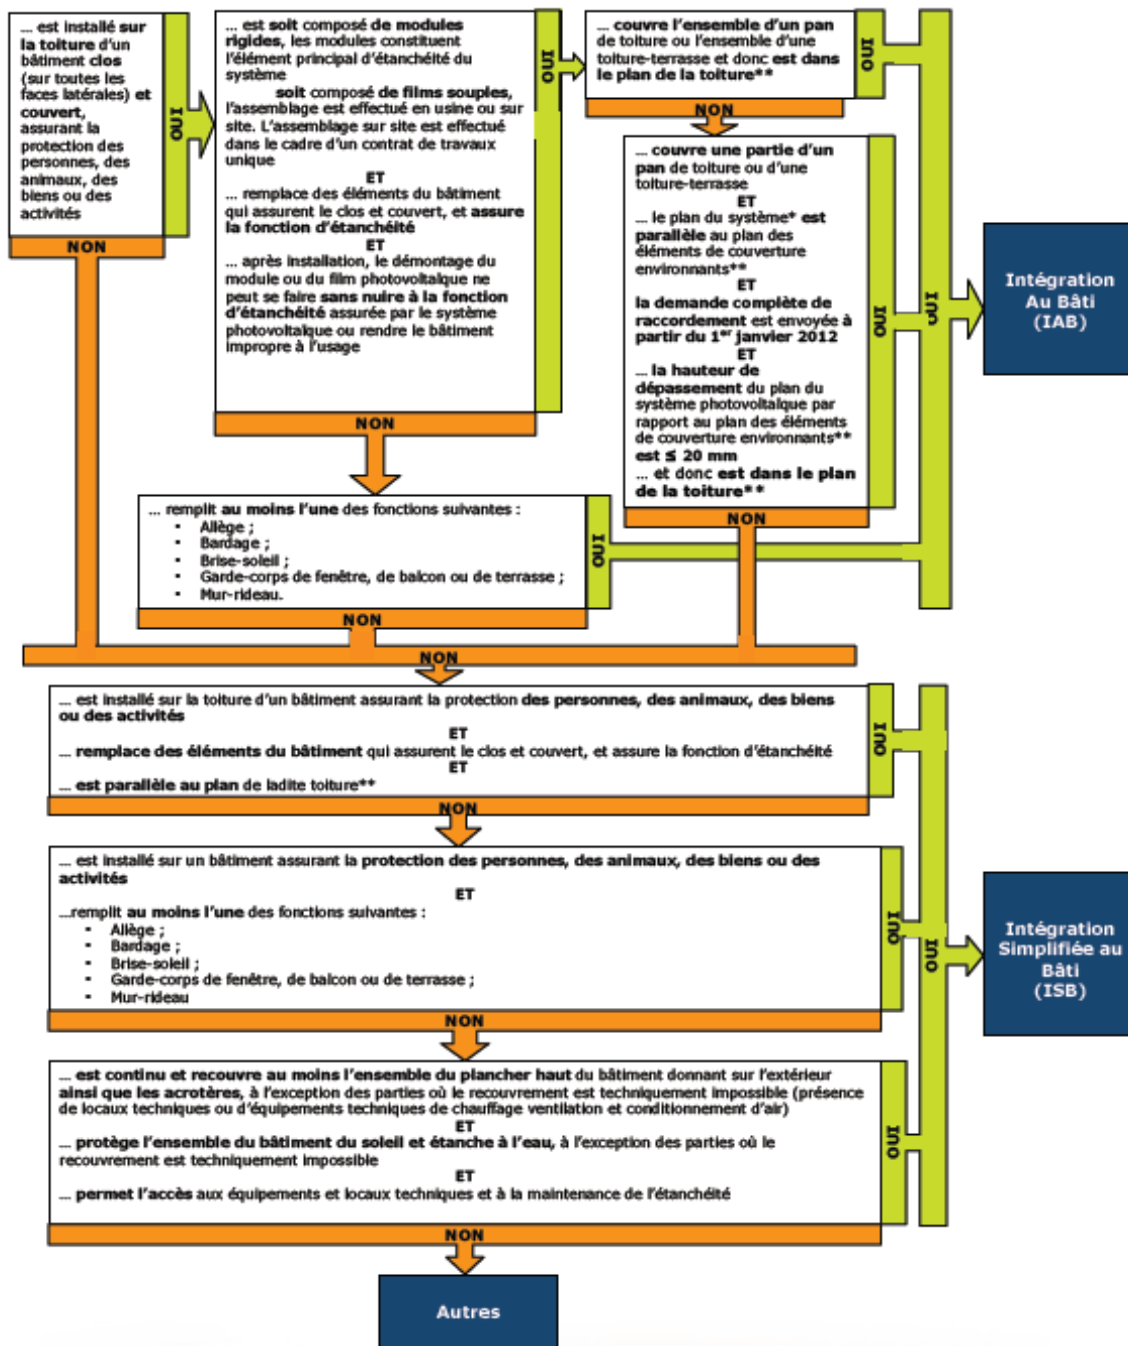 ... est installé sur
la toiture d'un
bâtiment clos
(sur toutes les
faces latérales) et
couvert,
assurant la
protection des
personnes, des
animaux, des
biens ou des
activités
OUI
NON
... est soit composé de modules
rigides, les modules constituent
l'élément principal d'étanchéité du
système
soit composé de films souples,
l'assemblage est effectué en usine ou sur
site. L'assemblage sur site est effectué
dans le cadre d'un contrat de travaux
unique
ET
... remplace des éléments du bâtiment
qui assurent le clos et couvert, et assure
la fonction d'étanchéité
ET
... après installation, le démontage du
module ou du film photovoltaïque ne
peut se faire sans nuire à la fonction
d'étanchéité assurée par le système
photovoltaïque ou rendre le bâtiment
impropre à l'usage
OUI
NON
... couvre l'ensemble d'un pan
de toiture ou l'ensemble d'une
toiture-terrasse et donc est dans
le plan de la toiture**
OUI
NON
... couvre une partie d'un
pan de toiture ou d'une
toiture-terrasse
ET
... le plan du système* est
parallèle au plan des
éléments de couverture
environnants**
ET
la demande complète de
raccordement est envoyée à
partir du 1er janvier 2012
ET
... la hauteur de
dépassement du plan du
système photovoltaïque par
rapport au plan des éléments
de couverture environnants**
est ≤ 20 mm
... et donc est dans le plan
de la toiture**
OUI
NON
OUI
Intégration
Au Bâti
(IAB)
... remplit au moins l'une des fonctions suivantes :
▪ Allège ;
▪ Bardage ;
▪ Brise-soleil ;
▪ Garde-corps de fenêtre, de balcon ou de terrasse ;
▪ Mur-rideau.
OUI
NON
NON
... est installé sur la toiture d'un bâtiment assurant la protection des personnes, des animaux, des biens
ou des activités
ET
... remplace des éléments du bâtiment qui assurent le clos et couvert, et assure la fonction d'étanchéité
ET
... est parallèle au plan de ladite toiture**
OUI
NON
... est installé sur un bâtiment assurant la protection des personnes, des animaux, des biens ou des
activités
ET
...remplit au moins l'une des fonctions suivantes :
▪ Allège ;
▪ Bardage ;
▪ Brise-soleil ;
▪ Garde-corps de fenêtre, de balcon ou de terrasse ;
▪ Mur-rideau
OUI
NON
OUI
Intégration
Simplifiée au
Bâti
(ISB)
... est continu et recouvre au moins l'ensemble du plancher haut du bâtiment donnant sur l'extérieur
ainsi que les acrotères, à l'exception des parties où le recouvrement est techniquement impossible (présence
de locaux techniques ou d'équipements techniques de chauffage ventilation et conditionnement d'air)
ET
... protège l'ensemble du bâtiment du soleil et étanche à l'eau, à l'exception des parties où le
recouvrement est techniquement impossible
ET
... permet l'accès aux équipements et locaux techniques et à la maintenance de l'étanchéité
OUI
NON
Autres